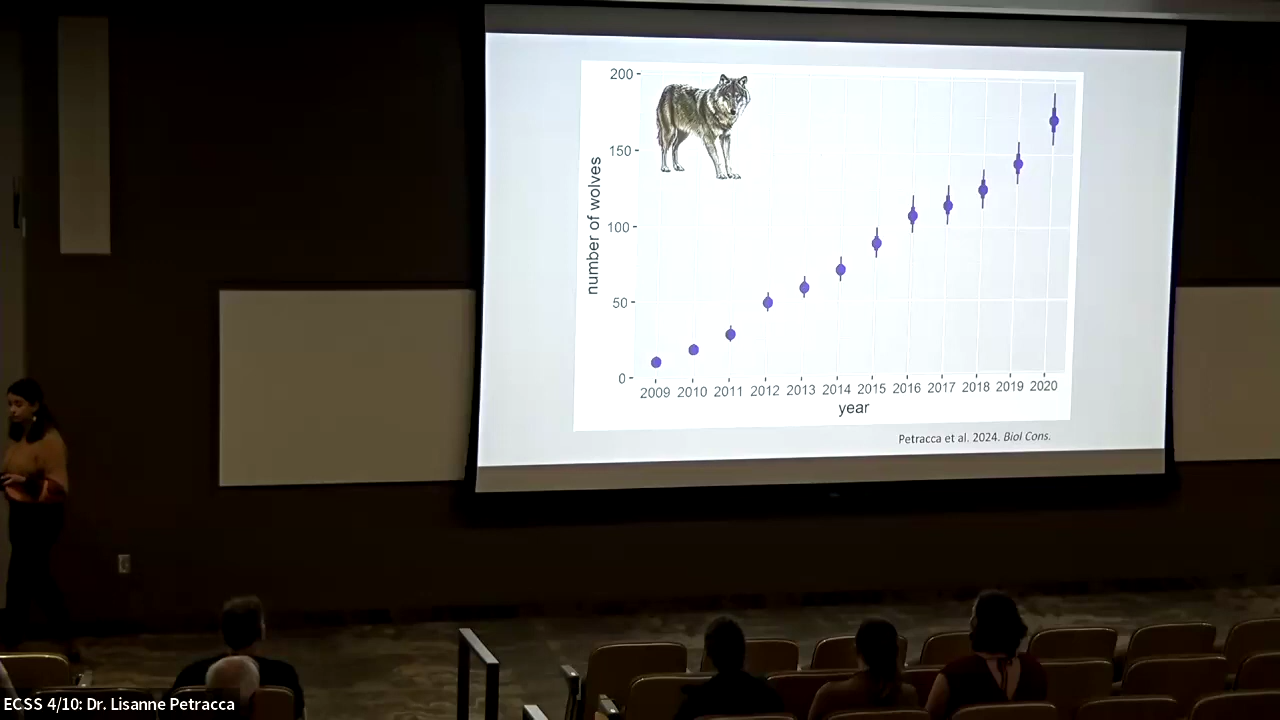 200
150
100
50
0
number of wolves
2009 2010 2011 2012 2013 2014 2015 2016 2017 2018 2019 2020
year
Petracca et al. 2024. Biol Cons.
ECSS 4/10: Dr. Lisanne Petracca